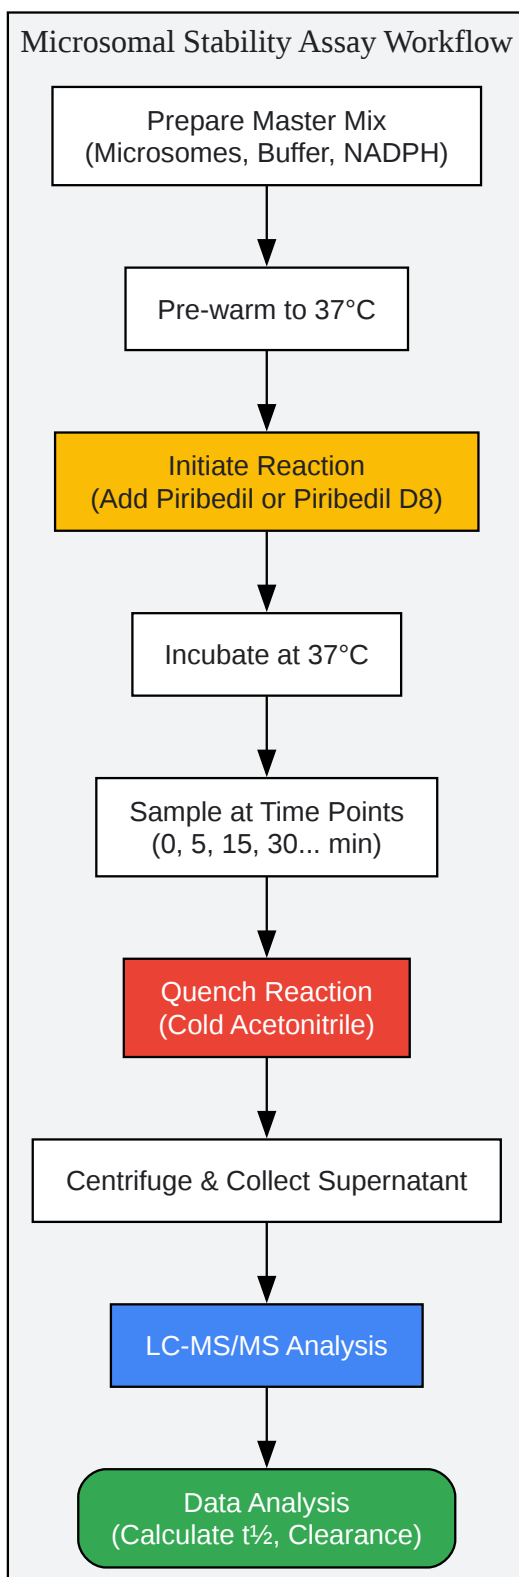 Microsomal Stability Assay Workflow
Prepare Master Mix
(Microsomes, Buffer, NADPH)
Pre-warm to 37°C
Initiate Reaction
(Add Piribedil or Piribedil D8)
Incubate at 37°C
Sample at Time Points
(0, 5, 15, 30... min)
Quench Reaction
(Cold Acetonitrile)
Centrifuge & Collect Supernatant
LC-MS/MS Analysis
Data Analysis
(Calculate t½, Clearance)